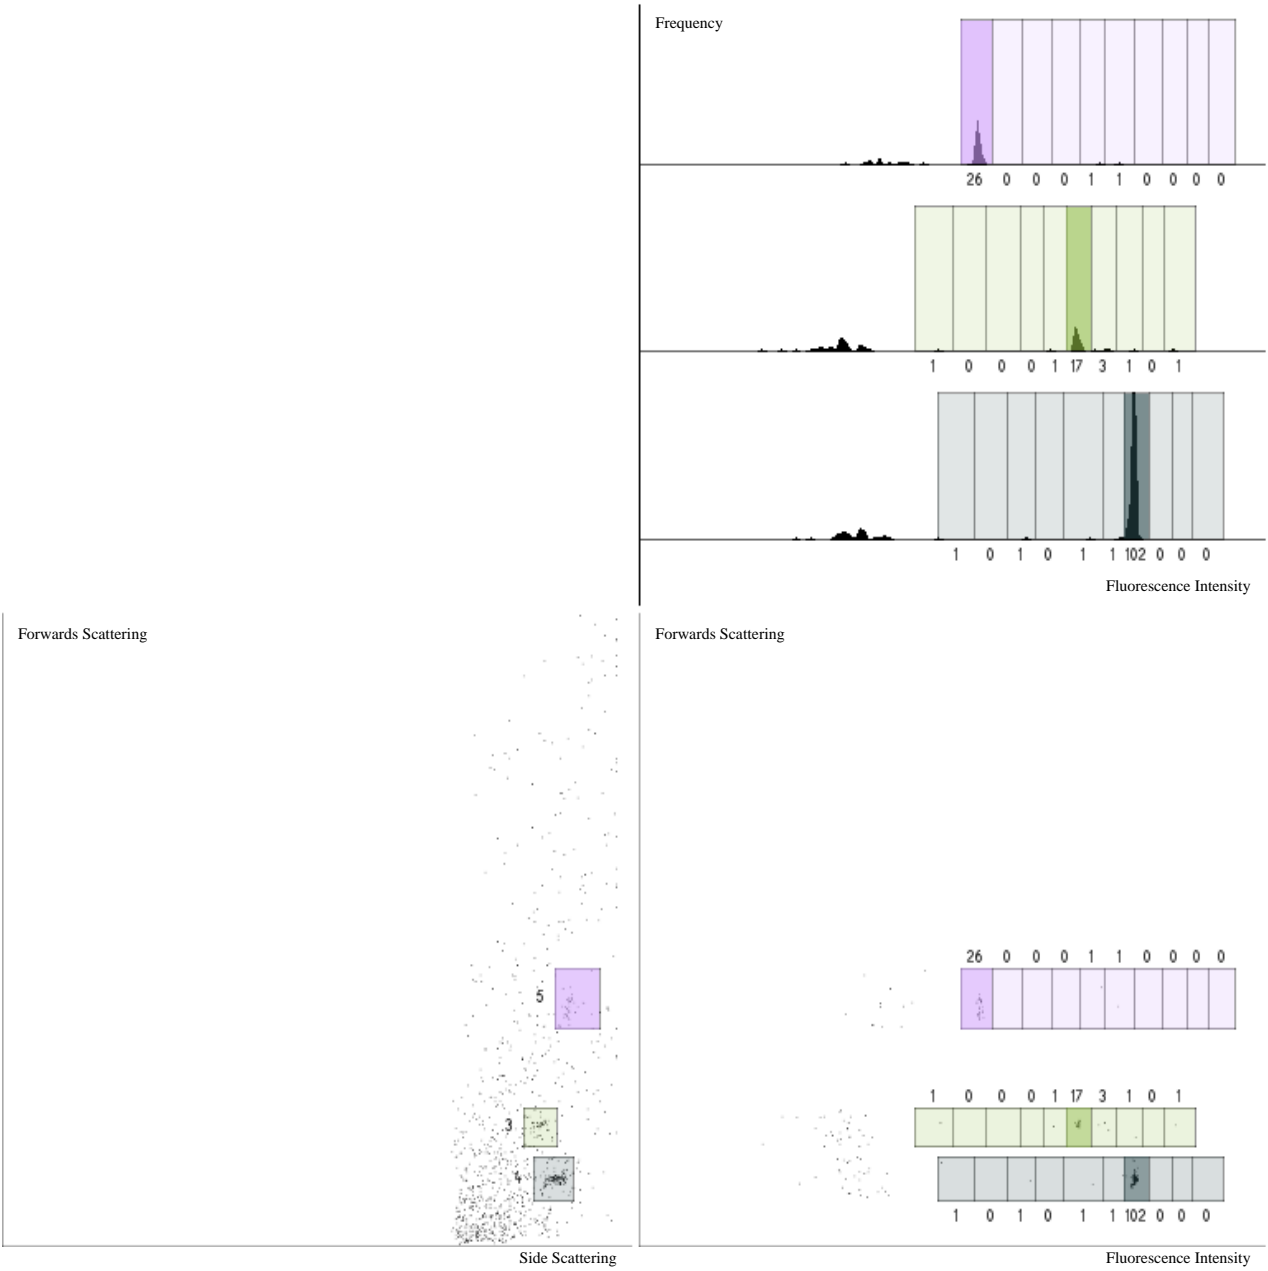 Frequency
26 0 0 0 1 1 0 0 0 0
1 0 0 0 1 17 3 1 0 1
1 0 1 0 1 1 102 0 0 0
Fluorescence Intensity
Forwards Scattering
5
3
4
Side Scattering
Forwards Scattering
26 0 0 0 1 1 0 0 0 0
1 0 0 0 1 17 3 1 0 1
1 0 1 0 1 1 102 0 0 0
Fluorescence Intensity